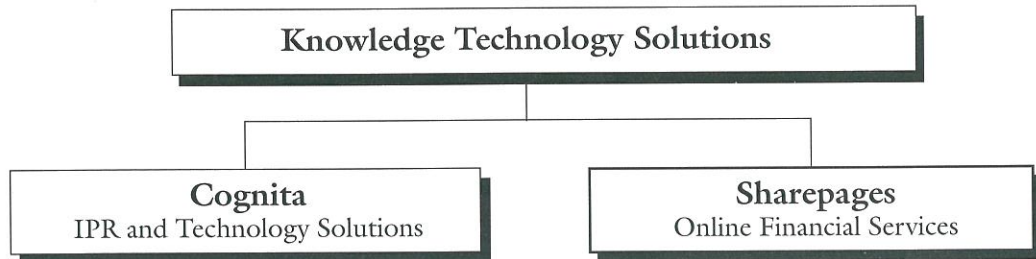 Knowledge Technology Solutions
Cognita
IPR and Technology Solutions
Sharepages
Online Financial Services